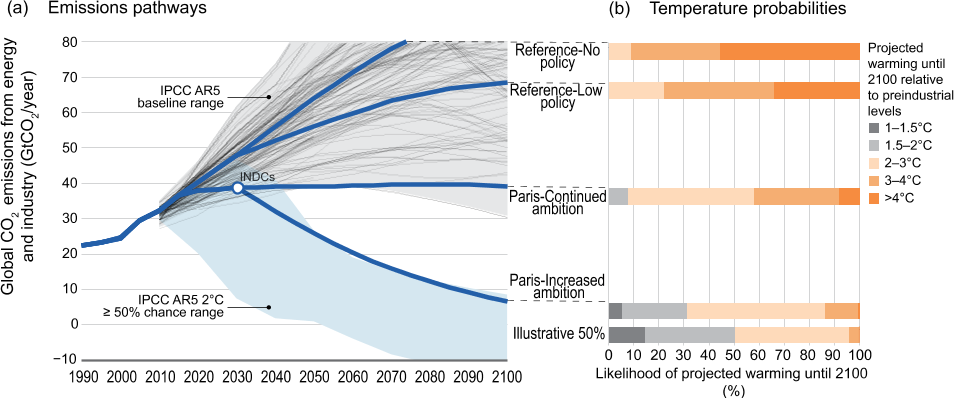 (a) Emissions pathways
Global CO2 emissions from energy
and industry (GtCO2/year)
80
70
60
50
40
30
20
10
0
−10
1990 2000 2010 2020 2030 2040 2050 2060 2070 2080 2090 2100
IPCC AR5
baseline range
INDCs
IPCC AR5 2°C
≥ 50% chance range
Reference-No
policy
Reference-Low
policy
Paris-Continued
ambition
Paris-Increased
ambition
Illustrative 50%
(b) Temperature probabilities
0 10 20 30 40 50 60 70 80 90 100
Likelihood of projected warming until 2100
(%)
Projected
warming until
2100 relative
to preindustrial
levels
1–1.5°C
1.5–2°C
2–3°C
3–4°C
>4°C